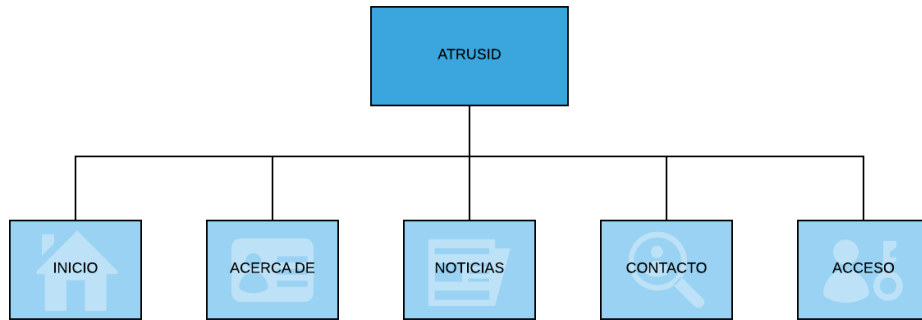 ATRUSID
INICIO
ACERCA DE
NOTICIAS
CONTACTO
ACCESO